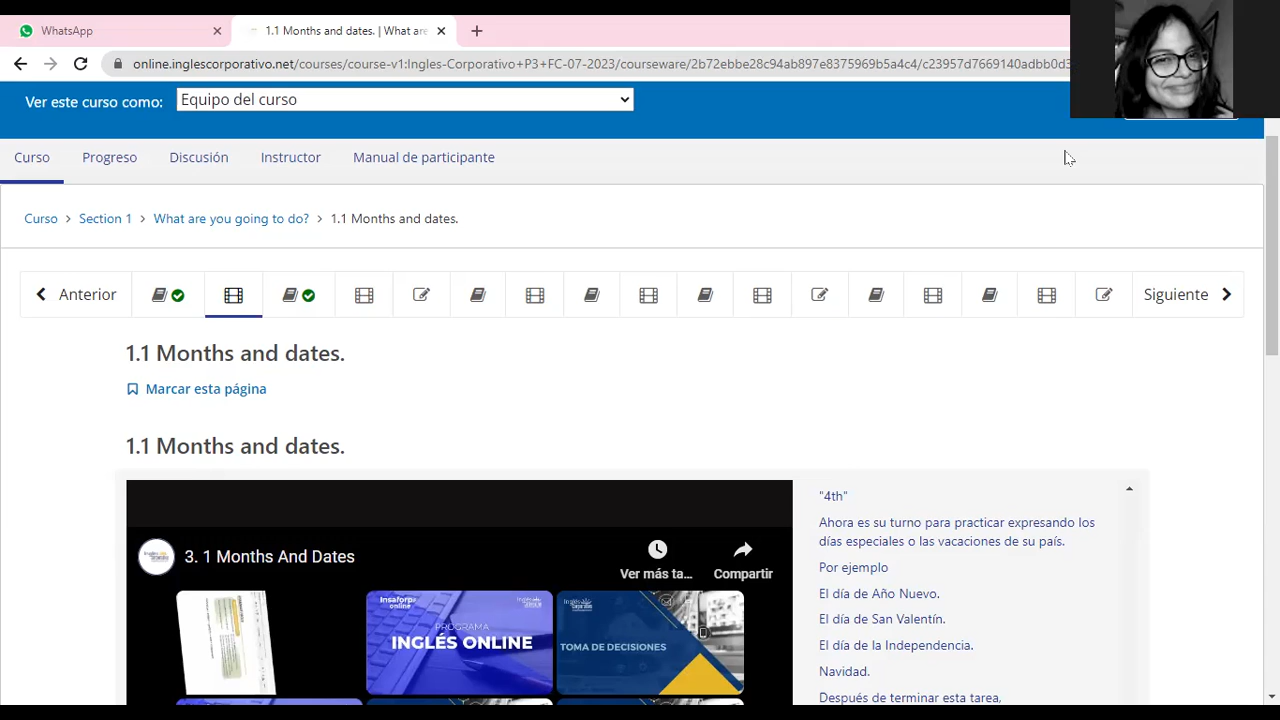 WhatsApp
1.1 Months and dates. | What are
online.inglescorporativo.net/courses/course-v1:Ingles-Corporativo+P3+FC-07-2023/courseware/2b72ebbe28c94ab897e8375969b5a4c4/c23957d7669140adbb0d3
Ver este curso como:
Equipo del curso
Curso
Progreso
Discusión
Instructor
Manual de participante
Curso > Section 1 > What are you going to do? > 1.1 Months and dates.
Anterior
Siguiente
1.1 Months and dates.
Marcar esta página
1.1 Months and dates.
3. 1 Months And Dates
Ver más ta...
Compartir
Insaforp
online
PROGRAMA
INGLÉS ONLINE
TOMA DE DECISIONES
"4th"
Ahora es su turno para practicar expresando los
días especiales o las vacaciones de su país.
Por ejemplo
El día de Año Nuevo.
El día de San Valentín.
El día de la Independencia.
Navidad.
Después de terminar esta tarea,